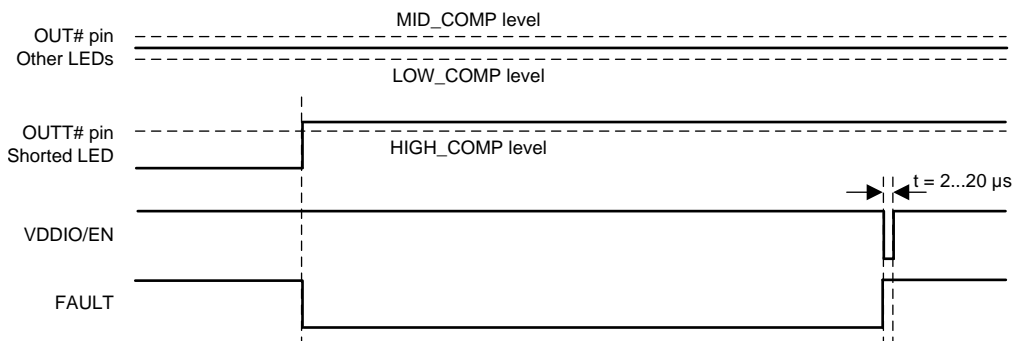 MID_COMP level
OUT# pin
Other LEDs
LOW_COMP level
OUTT# pin
Shorted LED
HIGH_COMP level
t = 2...20 μs
VDDIO/EN
FAULT